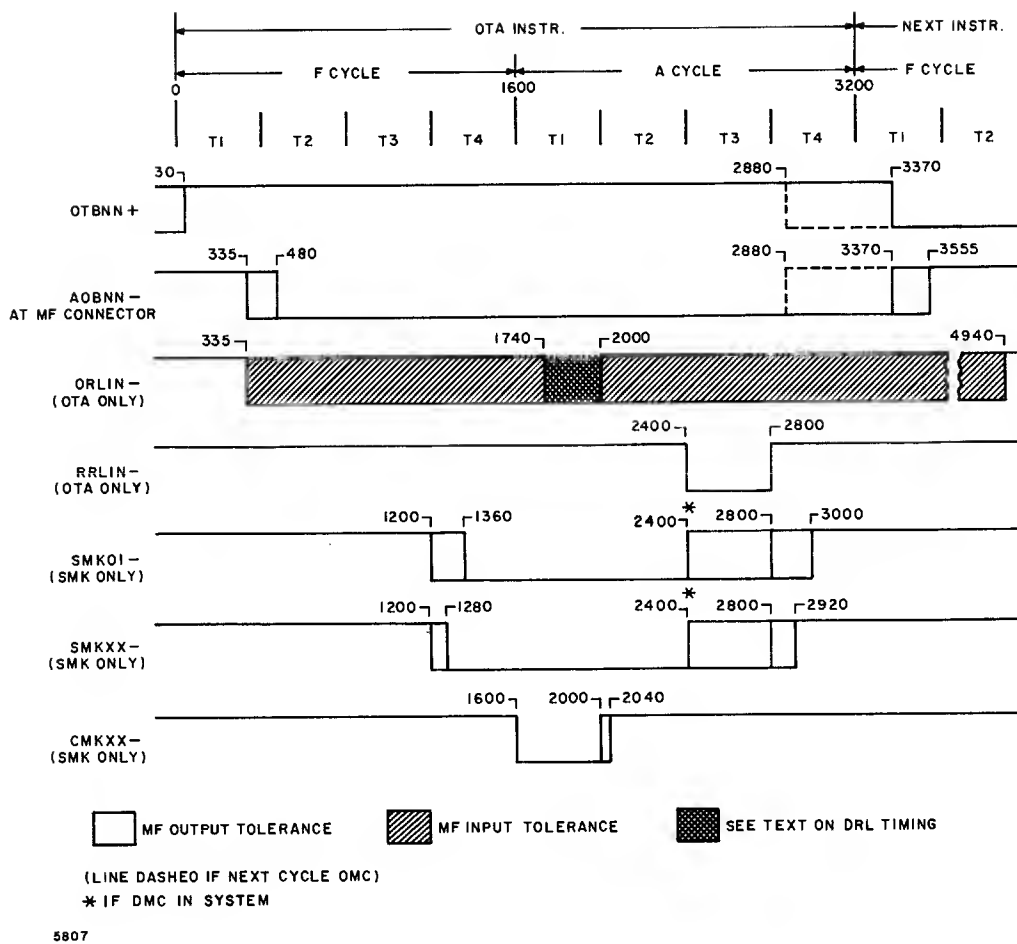 OTA INSTR. NEXT INSTR.
F CYCLE A CYCLE F CYCLE
0 1600 3200
T1 T2 T3 T4 T1 T2 T3 T4 T1 T2
30 2880 3370
OTBNN+
335 480 2880 3370 3555
AOBNN-
AT MF CONNECTOR
335 1740 2000 4940
ORLIN-
(OTA ONLY)
2400 2800
RRLIN-
(OTA ONLY)
*
1200 1360 2400 2800 3000
SMK01-
(SMK ONLY)
*
1200 1280 2400 2800 2920
SMKXX-
(SMK ONLY)
1600 2000 2040
CMKXX-
(SMK ONLY)
MF OUTPUT TOLERANCE MF INPUT TOLERANCE SEE TEXT ON DRL TIMING
(LINE DASHED IF NEXT CYCLE OMC)
* IF DMC IN SYSTEM
5807